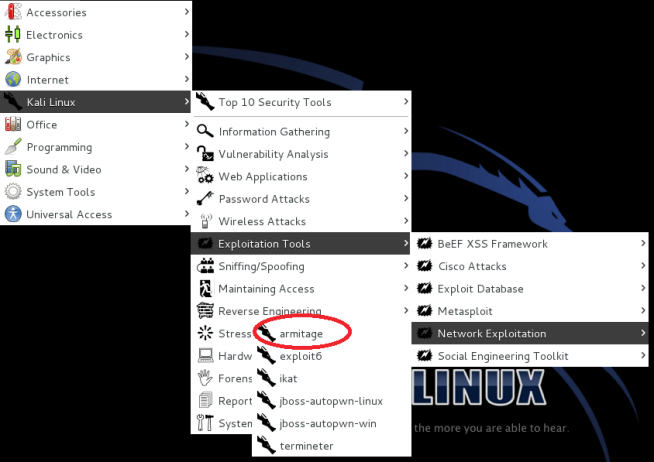 Accessories
Electronics
Graphics
Internet
Kali Linux
Office
Programming
Sound & Video
System Tools
Universal Access
Top 10 Security Tools
Information Gathering
Vulnerability Analysis
Web Applications
Password Attacks
Wireless Attacks
Exploitation Tools
Sniffing/Spoofing
Maintaining Access
Reverse Engineering
Stress
Hardw
Forens
Report
System
BeEF XSS Framework
Cisco Attacks
Exploit Database
Metasploit
Network Exploitation
Social Engineering Toolkit
armitage
exploit6
ikat
jboss-autopwn-linux
jboss-autopwn-win
termineter
LINUX
the more you are able to hear.